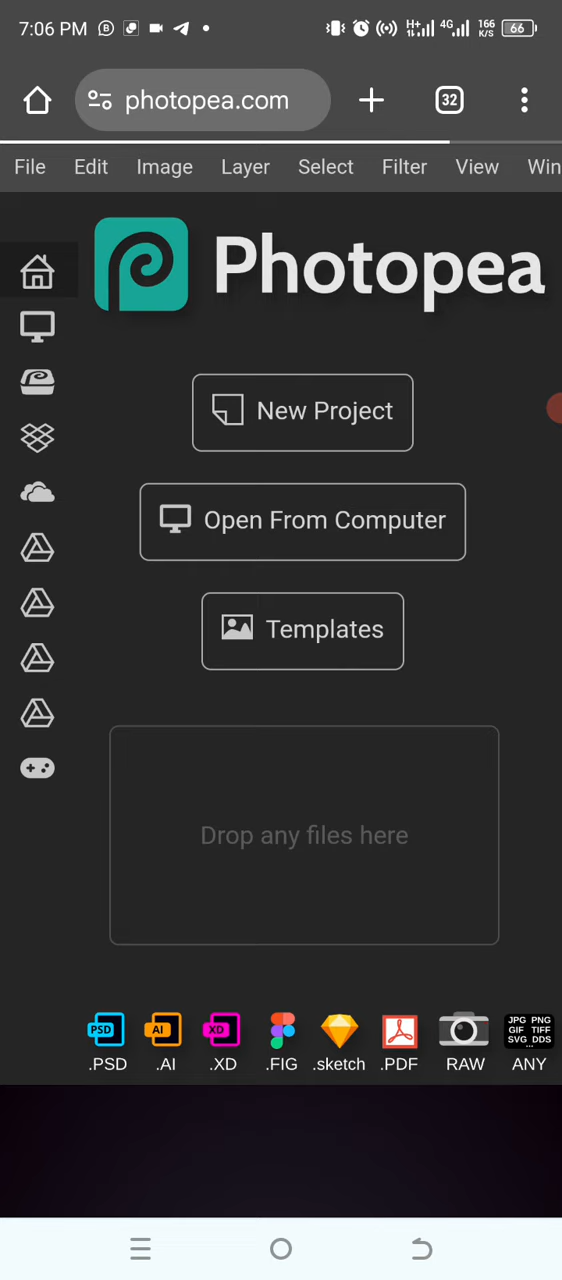 7:06 PM
H+
4G
166
K/S
66
photopea.com
32
File Edit Image Layer Select Filter View Win
Photopea
New Project
Open From Computer
Templates
Drop any files here
PSD AI XD
JPG PNG
GIF TIFF
SVG DDS
...
.PSD .AI .XD .FIG .sketch .PDF RAW ANY